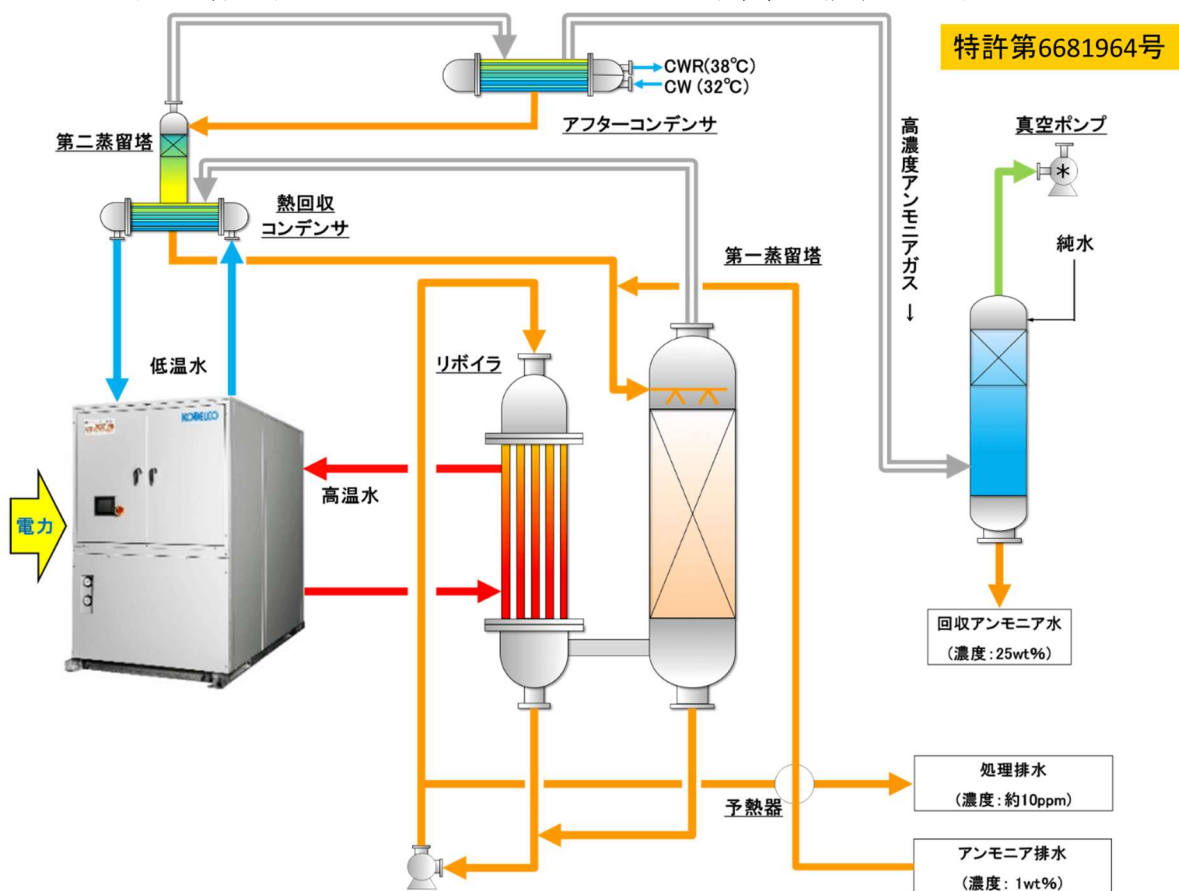 特許第6681964号
CWR(38℃)
CW (32℃)
アフターコンデンサ
第二蒸留塔
熱回収
コンデンサ
高濃度アンモニアガス→
真空ポンプ
純水
第一蒸留塔
リボイラ
低温水
KOBELCO
高温水
電力
回収アンモニア水
(濃度:25wt%)
処理排水
(濃度:約10ppm)
予熱器
アンモニア排水
(濃度: 1wt%)